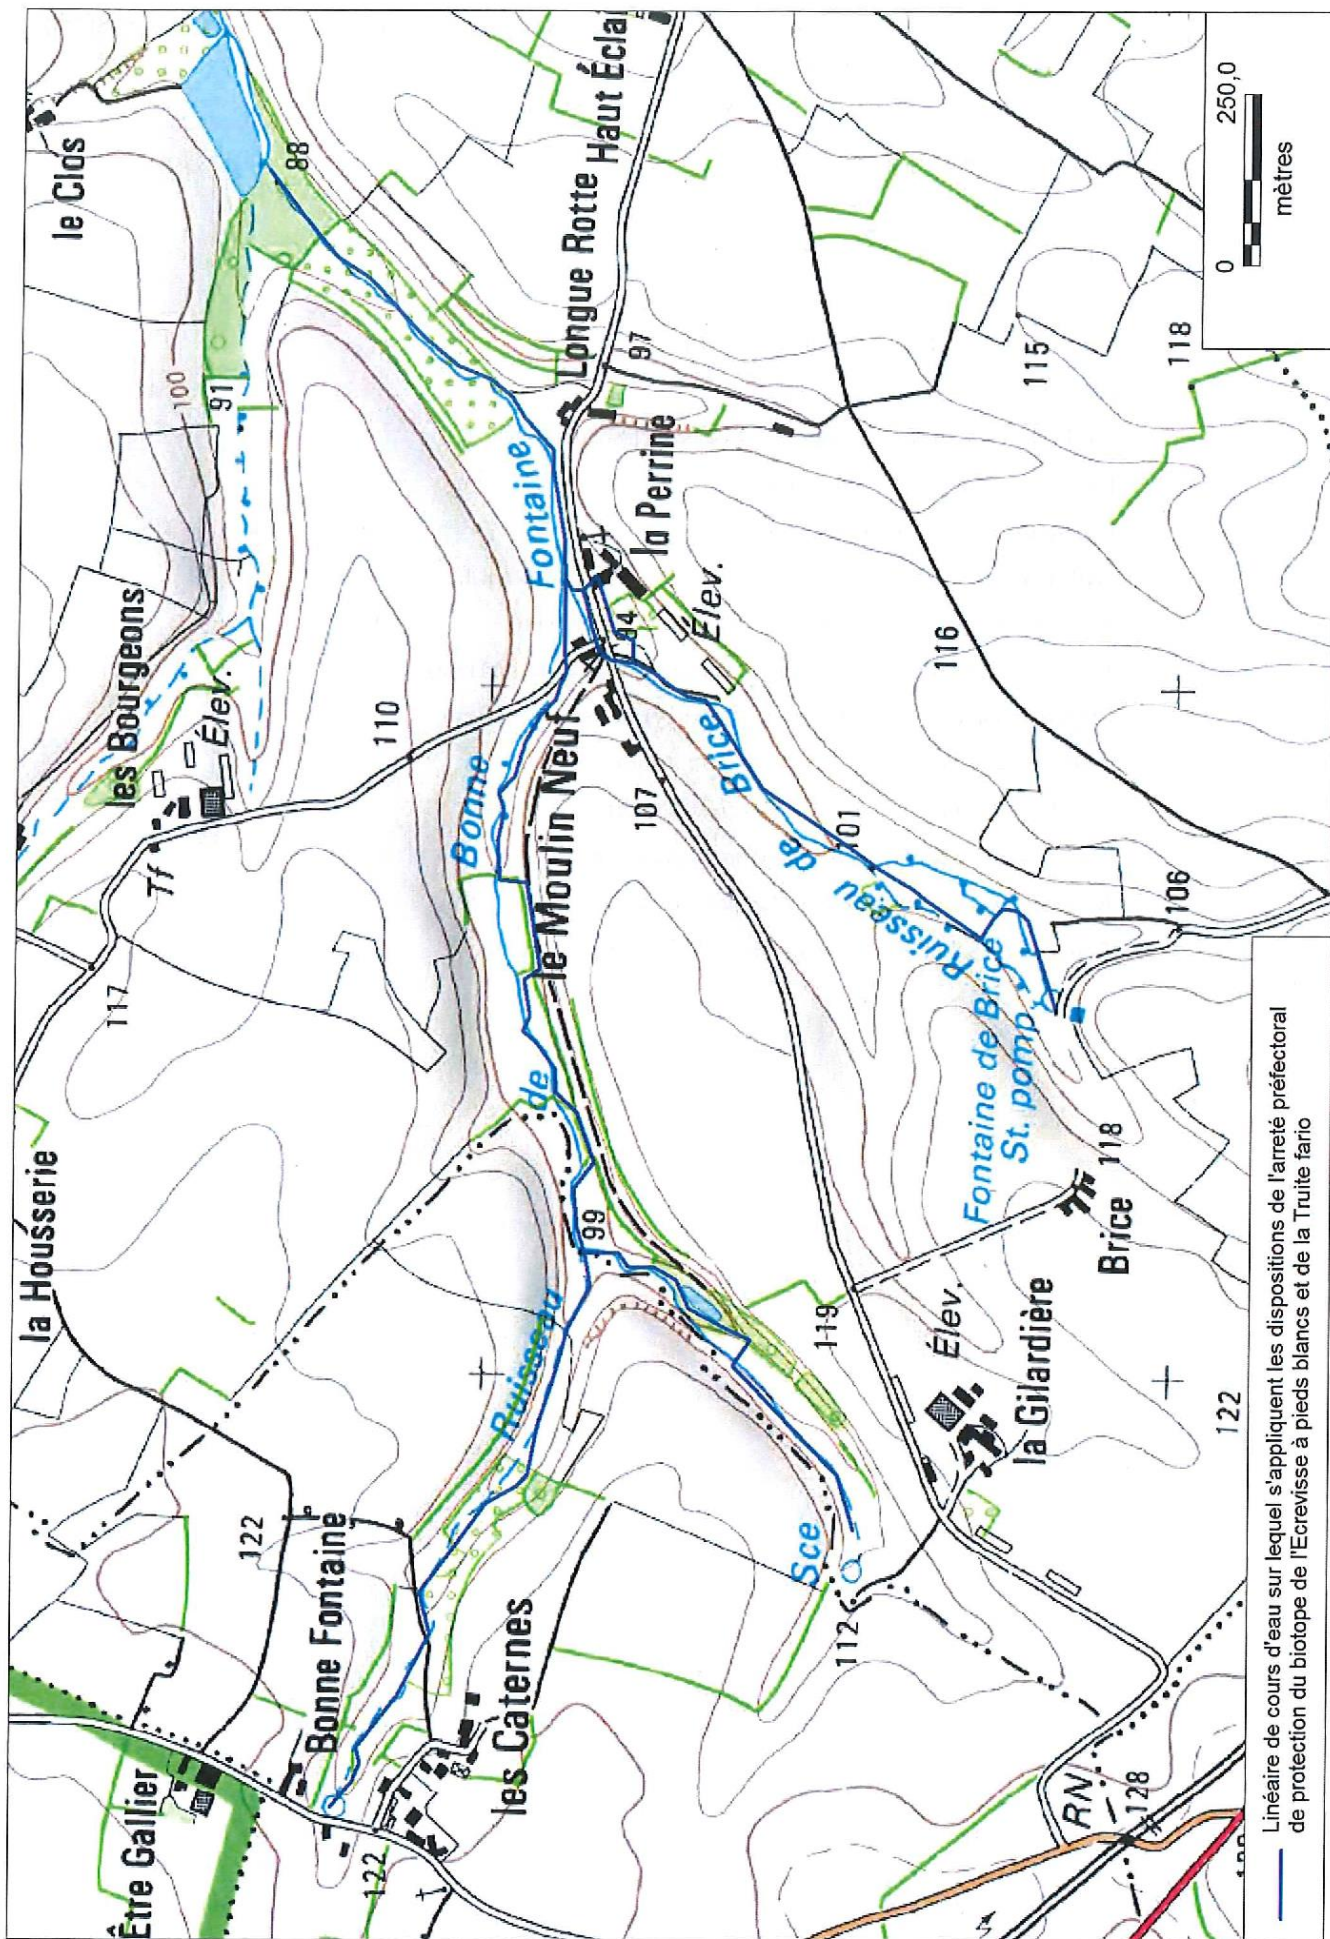 Être Gallier
la Housserie
117
Tf
les Bourgeons
Élev.
91
100
le Clos
88
122
Bonne Fontaine
122
les Caternes
110
Ruisseau
de
Bonne
Fontaine
99
le Moulin Neuf
94
la Perrine
Élev.
Longue Rotte
97
Haut Écla
Sce
112
119
107
Ruisseau de Brice
101
116
115
118
Fontaine de Brice
St. pomp
106
Élev.
la Gilardière
Brice
118
122
RN
128
0 250,0
mètres
Linéaire de cours d'eau sur lequel s'appliquent les dispositions de l'arreté préfectoral
de protection du biotope de l'Ecrevisse à pieds blancs et de la Truite fario